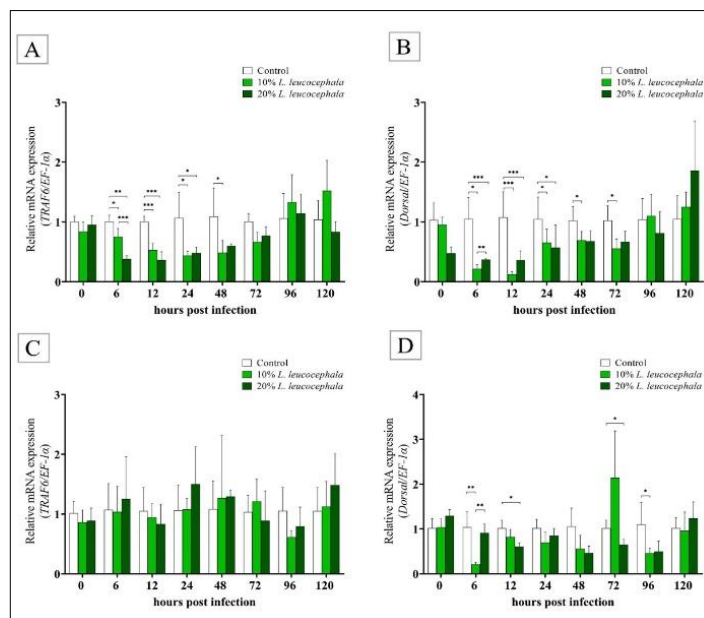 A
Control
10% L. leucocephala
20% L. leucocephala
Relative mRNA expression
(TRAF6/EF-1α)
3
2
1
0
** *** * *
* *** *
***
0 6 12 24 48 72 96 120
hours post infection
B
Control
10% L. leucocephala
20% L. leucocephala
Relative mRNA expression
(Dorsal/EF-1α)
3
2
1
0
*** *** * * *
* *** *
**
0 6 12 24 48 72 96 120
hours post infection
C
Control
10% L. leucocephala
20% L. leucocephala
Relative mRNA expression
(TRAF6/EF-1α)
3
2
1
0
0 6 12 24 48 72 96 120
hours post infection
D
Control
10% L. leucocephala
20% L. leucocephala
Relative mRNA expression
(Dorsal/EF-1α)
4
3
2
1
0
** * * *
**
0 6 12 24 48 72 96 120
hours post infection